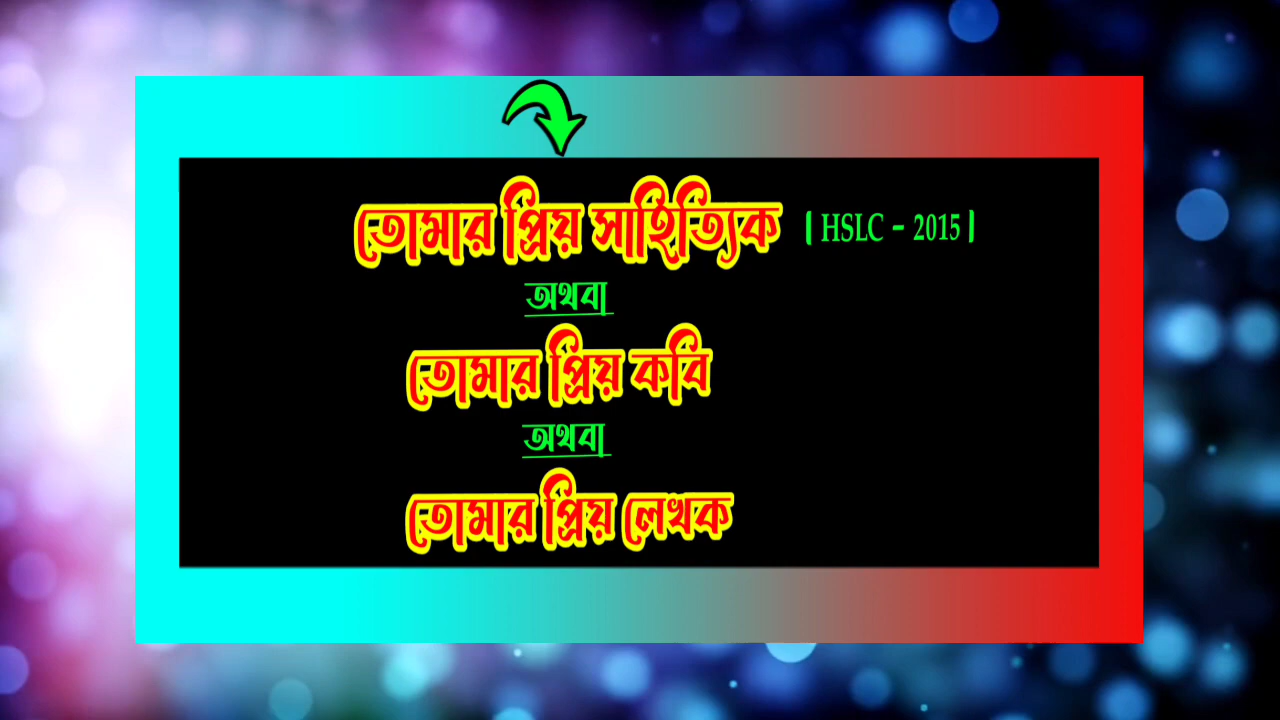 তোমার প্রিয় সাহিত্যিক ( HSLC - 2015 )
অথবা
তোমার প্রিয় কবি
অথবা
তোমার প্রিয় লেখক